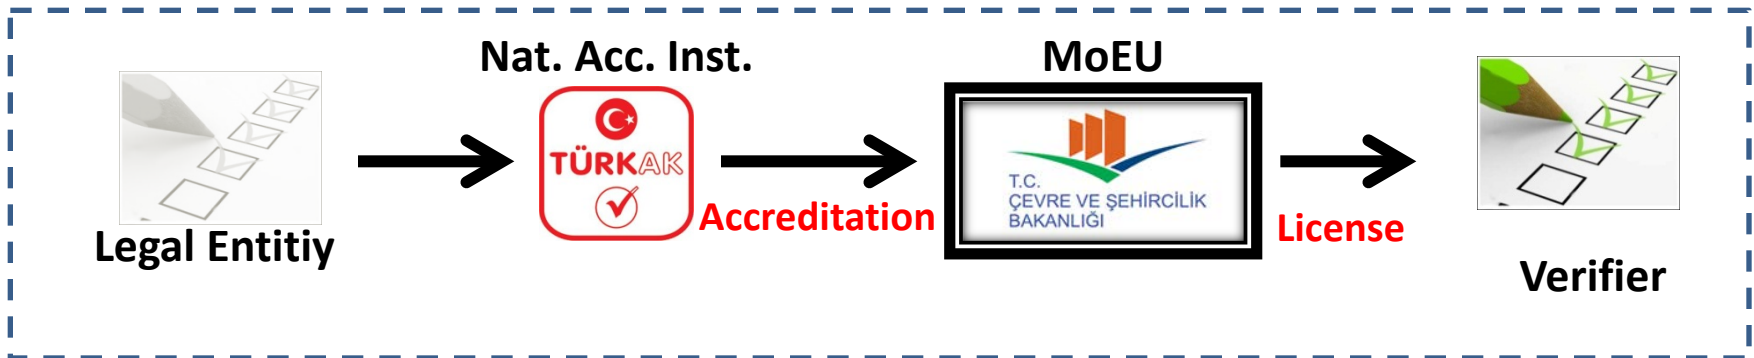 Nat. Acc. Inst.
MoEU
TÜRKAK
T.C.
ÇEVRE VE ŞEHİRCİLİK
BAKANLIĞI
Accreditation
License
Legal Entitiy
Verifier